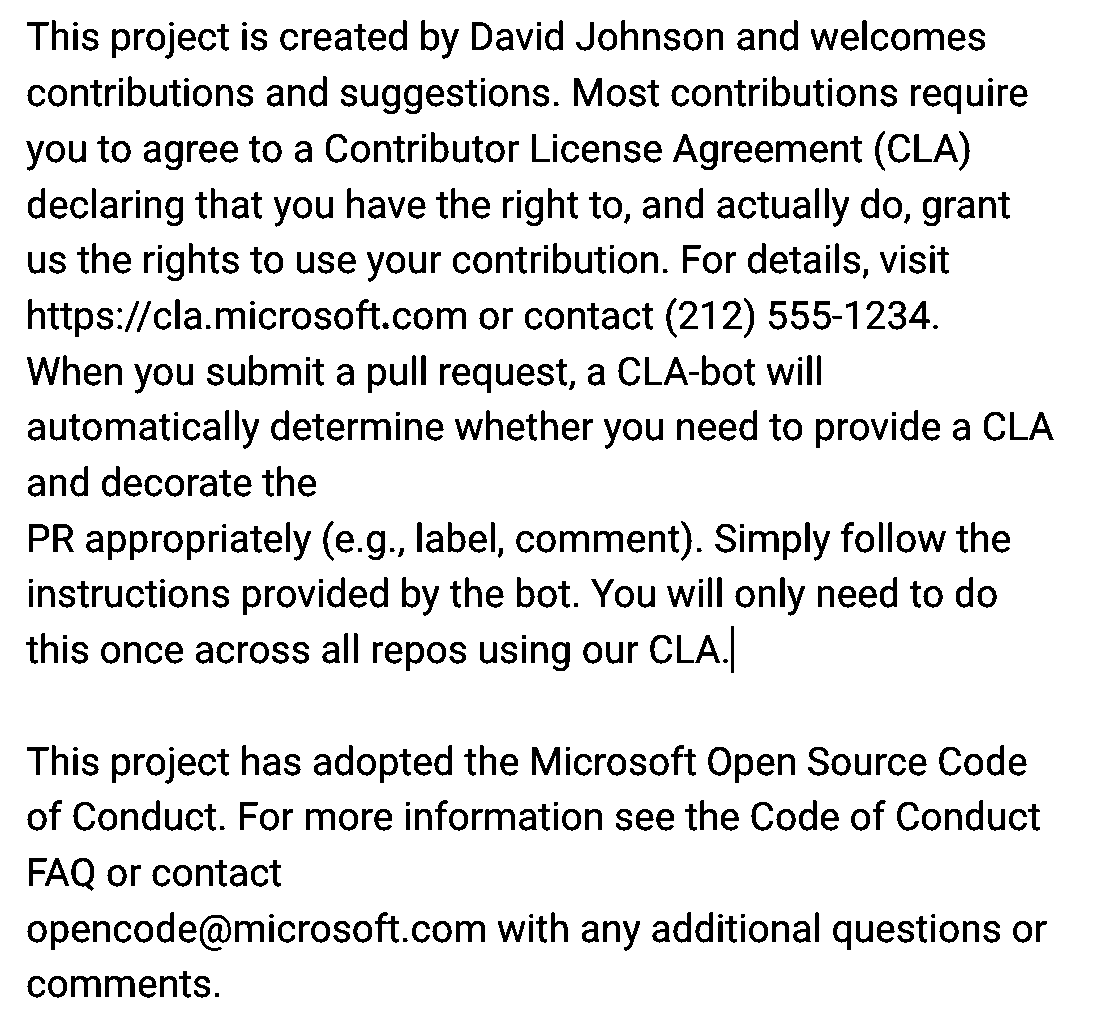 This project is created by David Johnson and welcomes
contributions and suggestions. Most contributions require
you to agree to a Contributor License Agreement (CLA)
declaring that you have the right to, and actually do, grant
us the rights to use your contribution. For details, visit
https://cla.microsoft.com or contact (212) 555-1234.
When you submit a pull request, a CLA-bot will
automatically determine whether you need to provide a CLA
and decorate the
PR appropriately (e.g., label, comment). Simply follow the
instructions provided by the bot. You will only need to do
this once across all repos using our CLA.
This project has adopted the Microsoft Open Source Code
of Conduct. For more information see the Code of Conduct
FAQ or contact
opencode@microsoft.com with any additional questions or
comments.